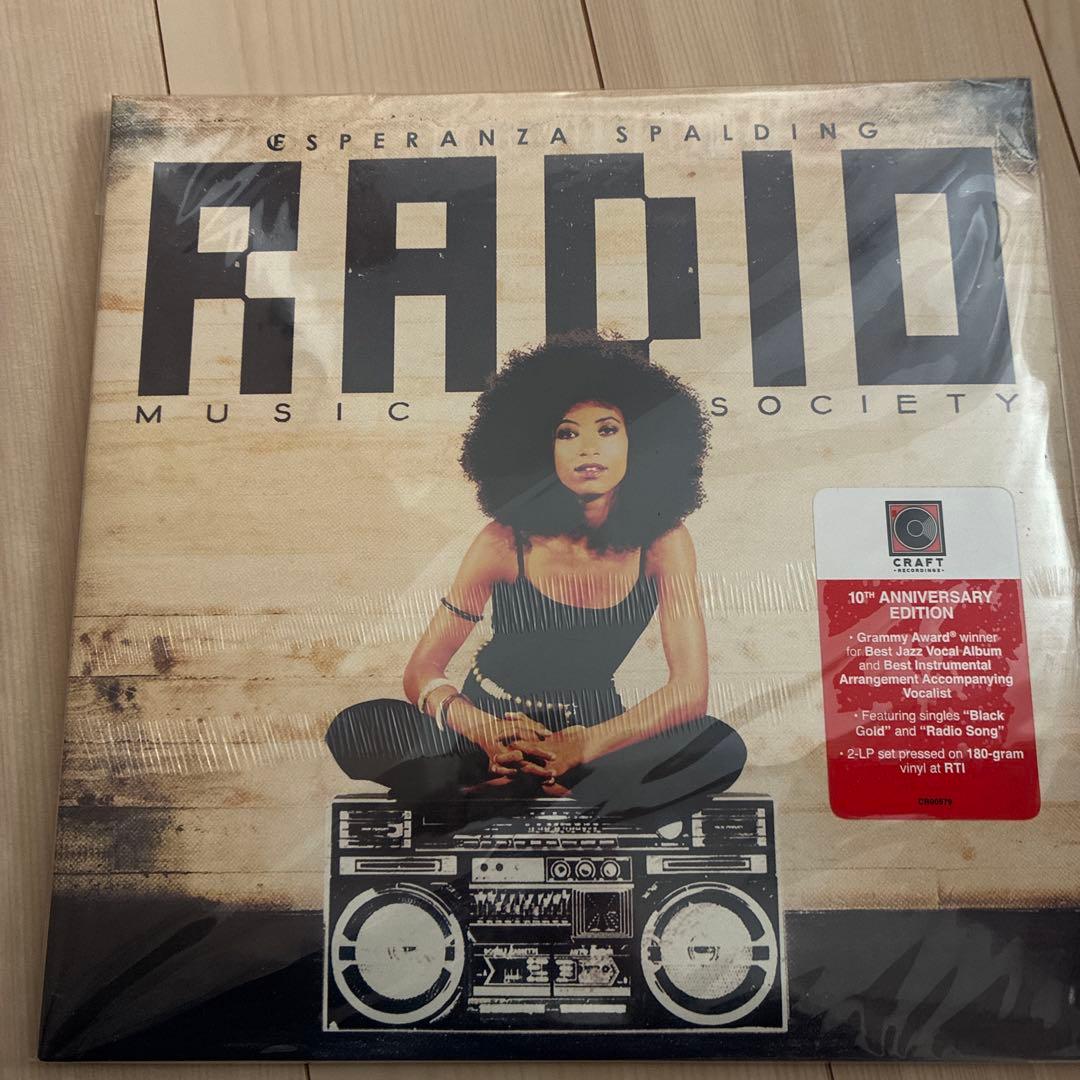 ESPERANZA SPALDING
RADIO
MUSIC SOCIETY
CRAFT
•RECORDINGS•
10TH ANNIVERSARY
EDITION
• Grammy Award® winner
for Best Jazz Vocal Album
and Best Instrumental
Arrangement Accompanying
Vocalist
• Featuring singles “Black
Gold” and “Radio Song”
• 2-LP set pressed on 180-gram
vinyl at RTI